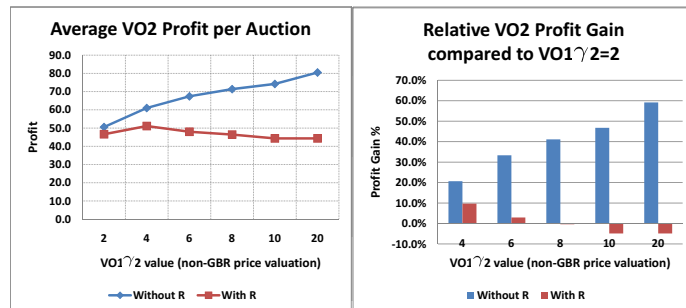 Average VO2 Profit per Auction
90.0
80.0
70.0
60.0
50.0
40.0
30.0
20.0
10.0
0.0
Profit
2 4 6 8 10 20
VO1γ2 value (non-GBR price valuation)
Without R With R
Relative VO2 Profit Gain
compared to VO1γ2=2
70.0%
60.0%
50.0%
40.0%
30.0%
20.0%
10.0%
0.0%
-10.0%
Profit Gain %
4 6 8 10 20
VO1γ2 value (non-GBR price valuation)
Without R With R